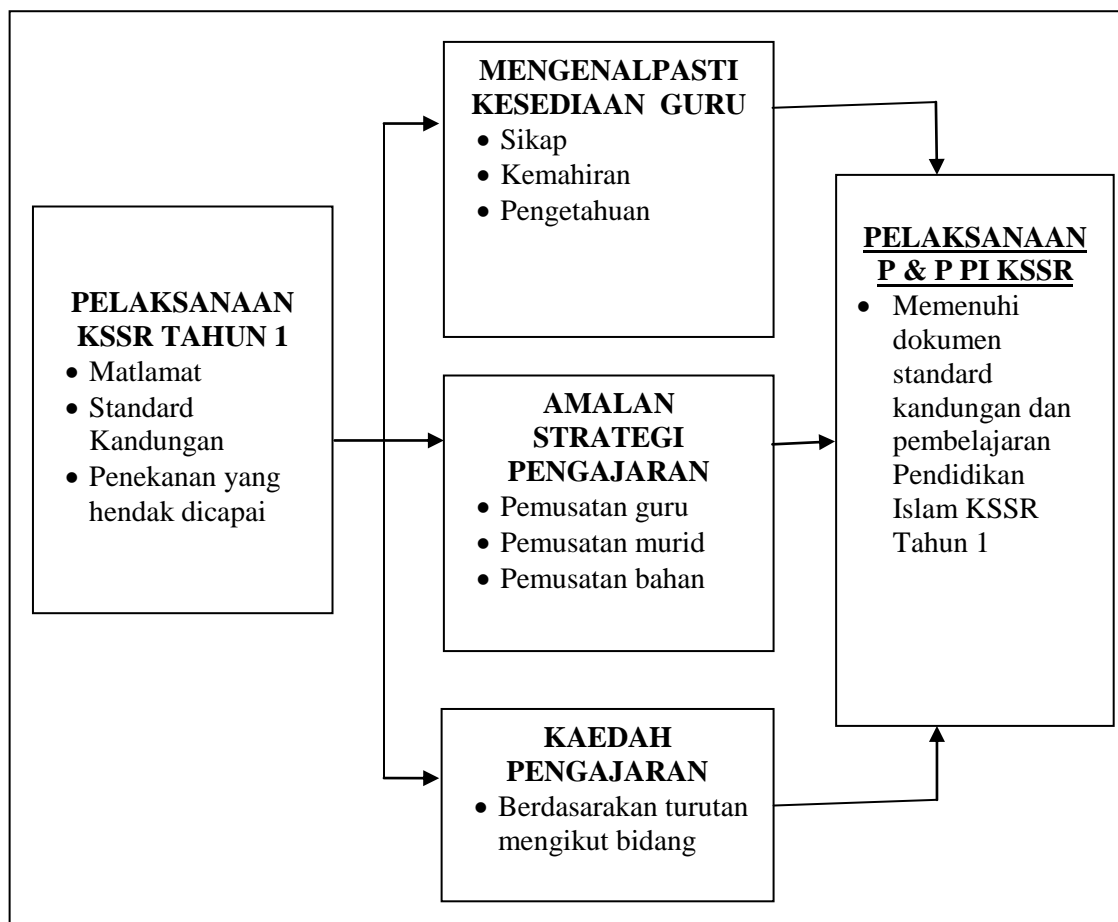 PELAKSANAAN
KSSR TAHUN 1
• Matlamat
• Standard
Kandungan
• Penekanan yang
hendak dicapai
MENGENALPASTI
KESEDIAAN GURU
• Sikap
• Kemahiran
• Pengetahuan
AMALAN
STRATEGI
PENGAJARAN
• Pemusatan guru
• Pemusatan murid
• Pemusatan bahan
KAEDAH
PENGAJARAN
• Berdasarakan turutan
mengikut bidang
PELAKSANAAN
P & P PI KSSR
• Memenuhi
dokumen
standard
kandungan dan
pembelajaran
Pendidikan
Islam KSSR
Tahun 1